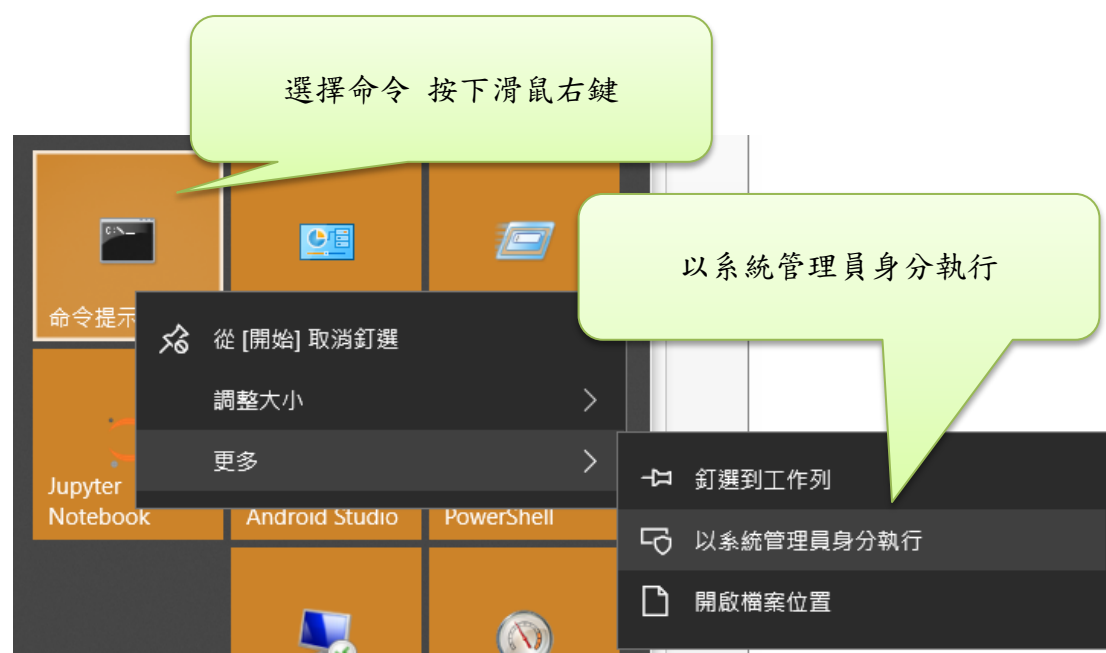 選擇命令 按下滑鼠右鍵
以系統管理員身分執行
C:\_
命令提示
從 [開始] 取消釘選
調整大小
更多
Jupyter
Notebook
Android Studio
PowerShell
釘選到工作列
以系統管理員身分執行
開啟檔案位置